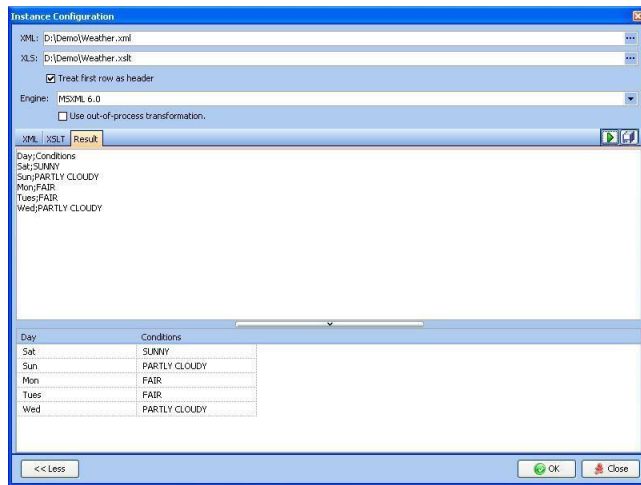 Instance Configuration
XML: D:\Demo\Weather.xml
XLS: D:\Demo\Weather.xslt
Treat first row as header
Engine: MSXML 6.0
Use out-of-process transformation.
XML XSLT Result
Day;Conditions
Sat;SUNNY
Sun;PARTLY CLOUDY
Mon;FAIR
Tues;FAIR
Wed;PARTLY CLOUDY
Day Conditions
Sat SUNNY
Sun PARTLY CLOUDY
Mon FAIR
Tues FAIR
Wed PARTLY CLOUDY
<< Less OK Close